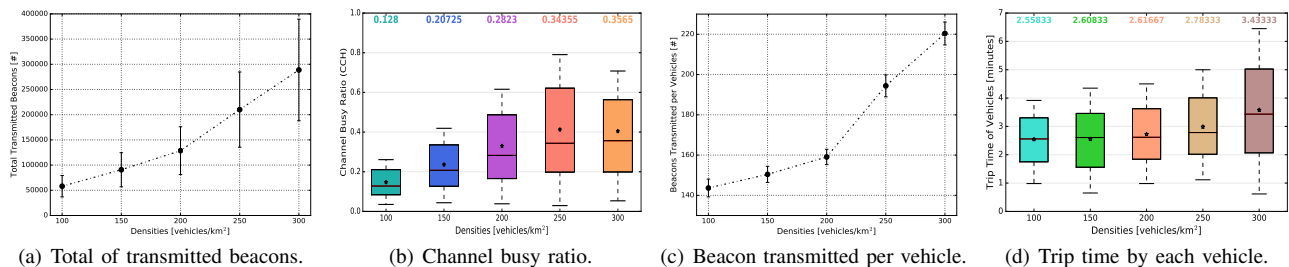 Total Transmitted Beacons [#]
400000
350000
300000
250000
200000
150000
100000
50000
0
100 150 200 250 300
Densities [vehicles/km²]
(a) Total of transmitted beacons.
0.128 0.20725 0.2823 0.34355 0.3565
Channel Busy Ratio (CCH)
1.0
0.8
0.6
0.4
0.2
0.0
100 150 200 250 300
Densities [vehicles/km²]
(b) Channel busy ratio.
Beacons Transmitted per Vehicles [#]
220
200
180
160
140
100 150 200 250 300
Densities [vehicles/km²]
(c) Beacon transmitted per vehicle.
2.55833 2.60833 2.61667 2.78333 3.43333
Trip Time of Vehicles [minutes]
7
6
5
4
3
2
1
0
100 150 200 250 300
Densities [vehicles/km²]
(d) Trip time by each vehicle.